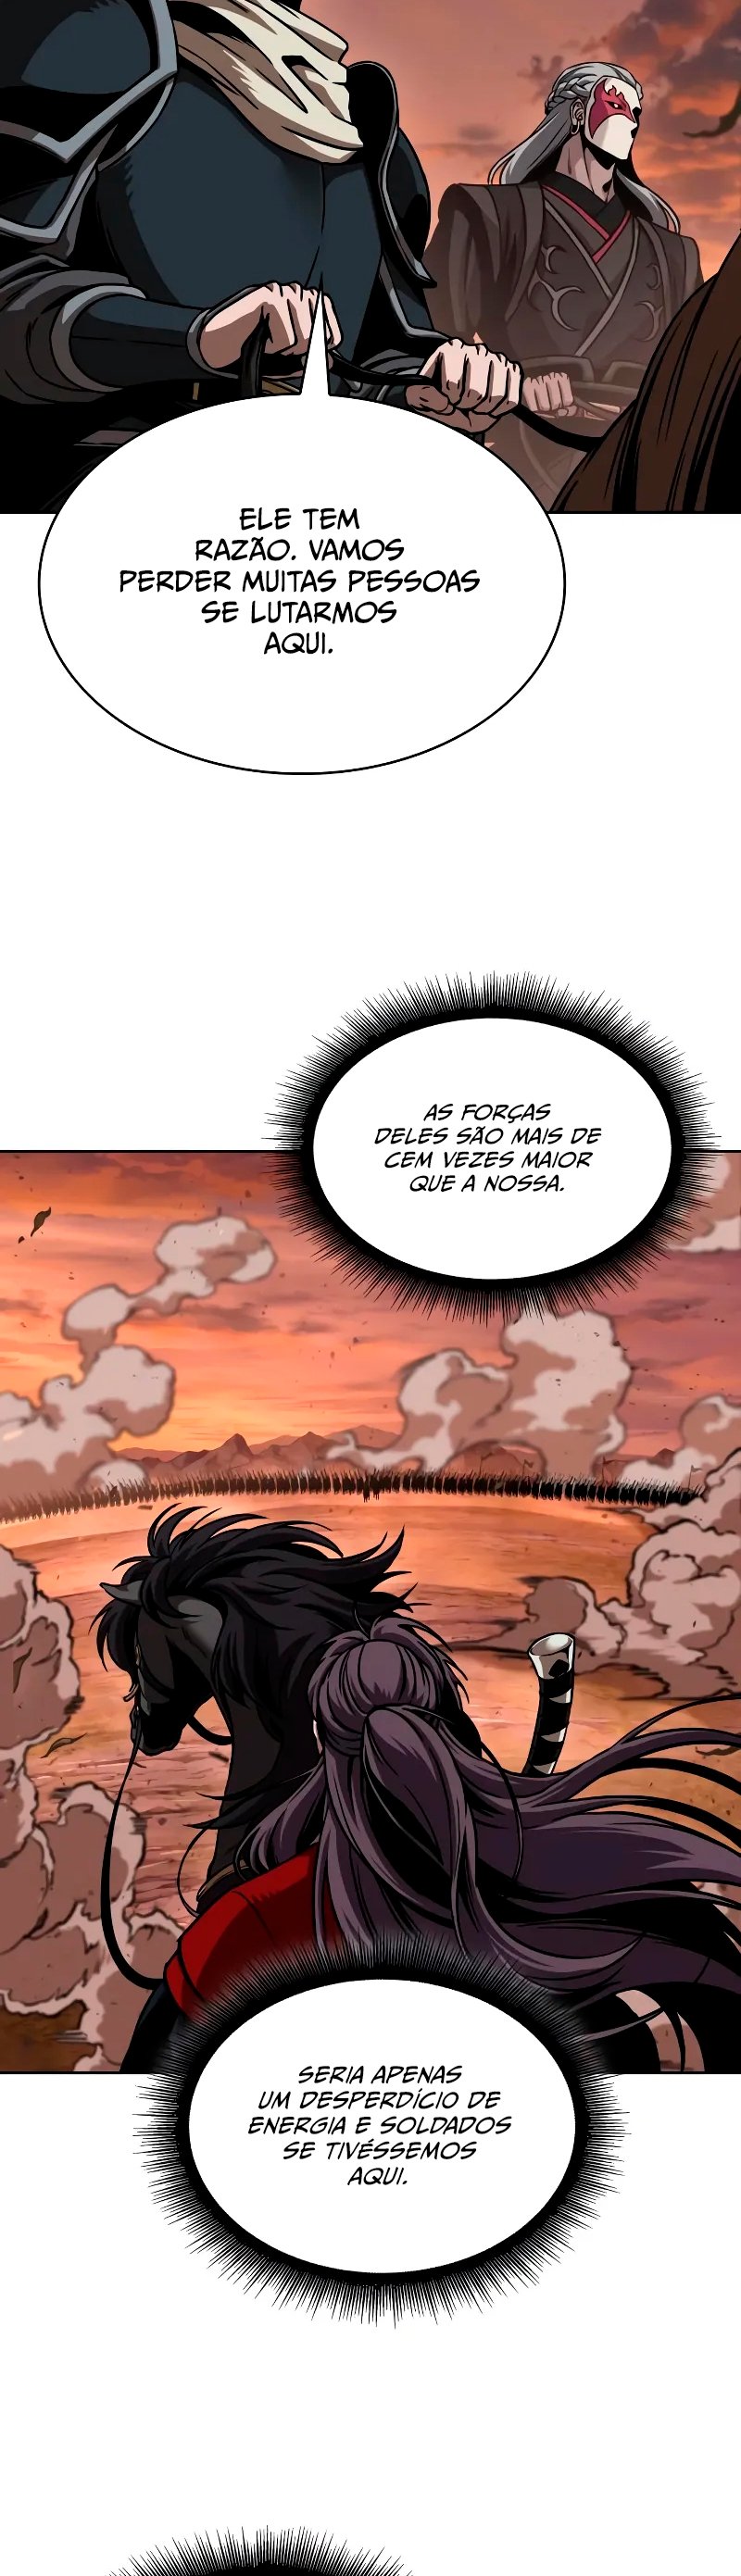 ELE TEM
RAZÃO. VAMOS
PERDER MUITAS PESSOAS
SE LUTARMOS
AQUI.
AS FORÇAS
DELES SÃO MAIS DE
CEM VEZES MAIOR
QUE A NOSSA.
SERIA APENAS
UM DESPERDÍCIO DE
ENERGIA E SOLDADOS
SE TIVÉSSEMOS
AQUI.